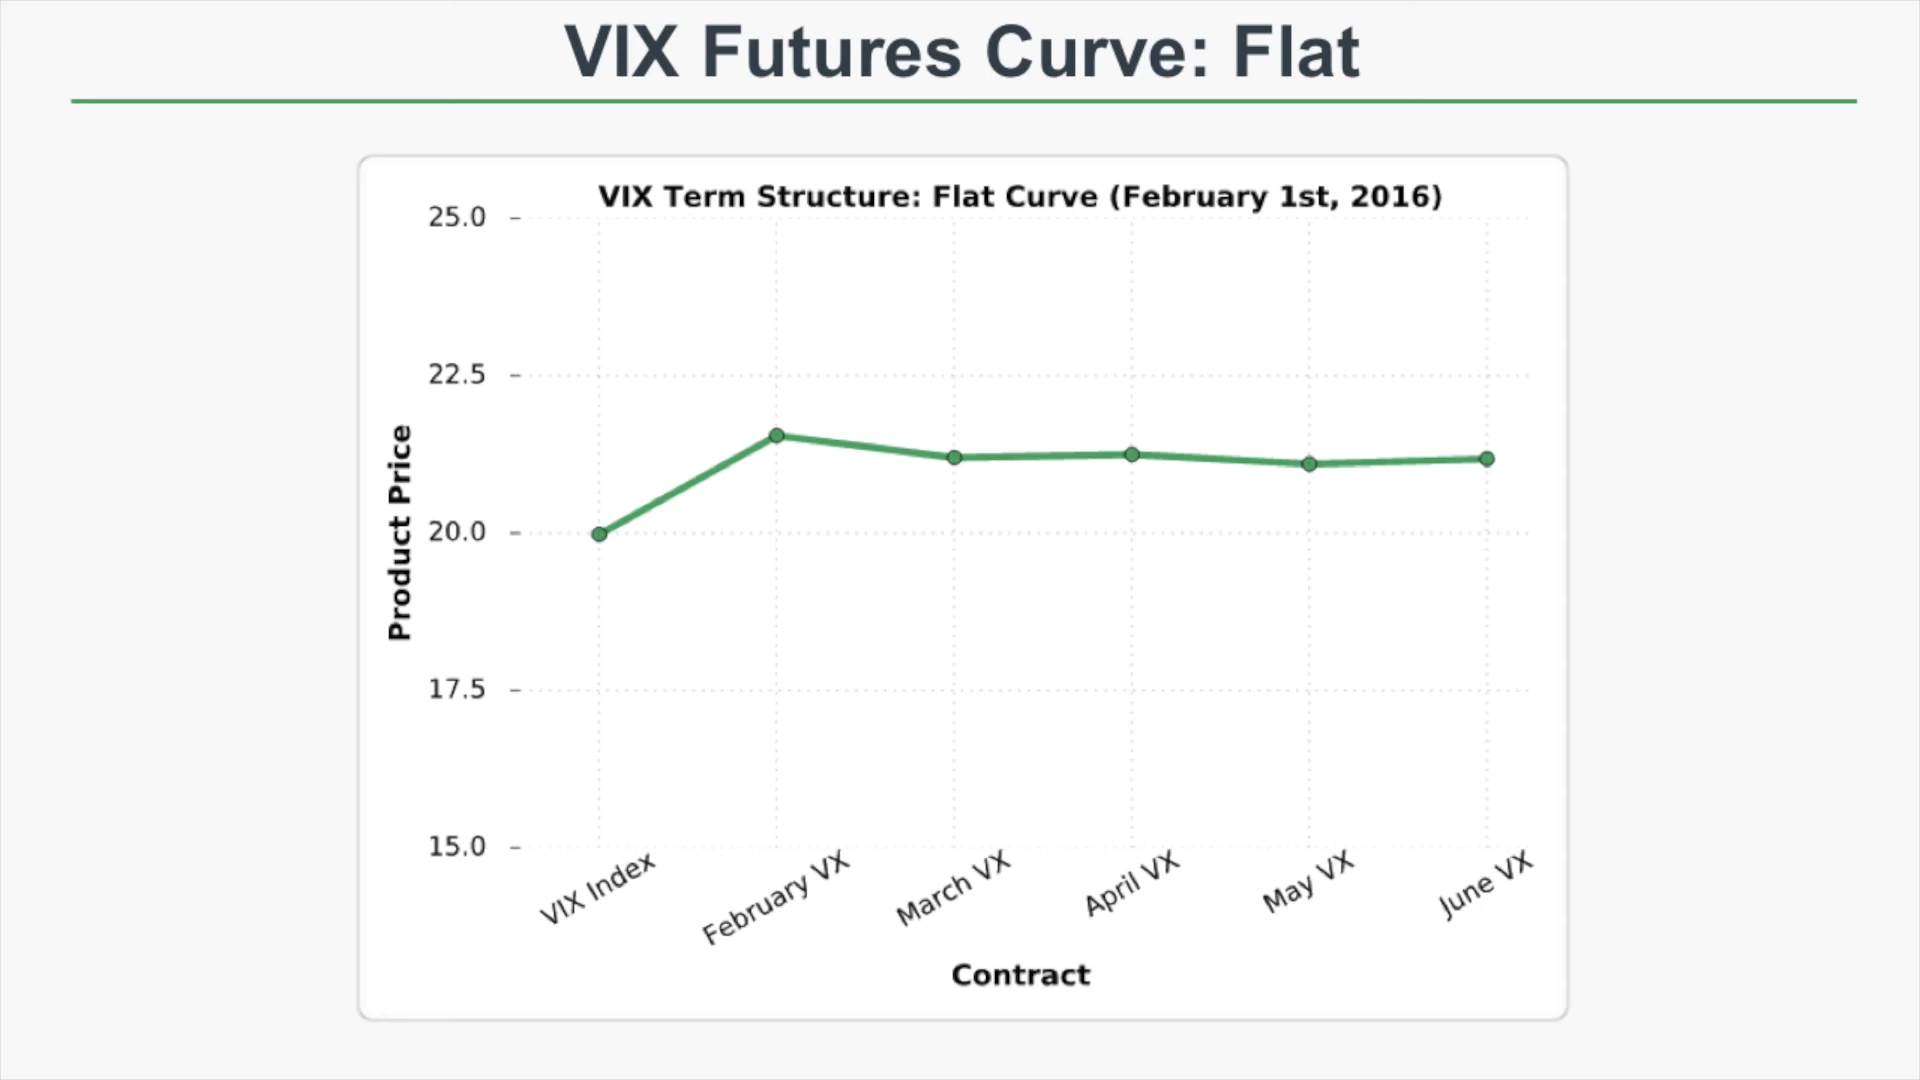 VIX Futures Curve: Flat
VIX Term Structure: Flat Curve (February 1st, 2016)
25.0
22.5
20.0
17.5
15.0
Product Price
VIX Index
February VX
March VX
April VX
May VX
June VX
Contract